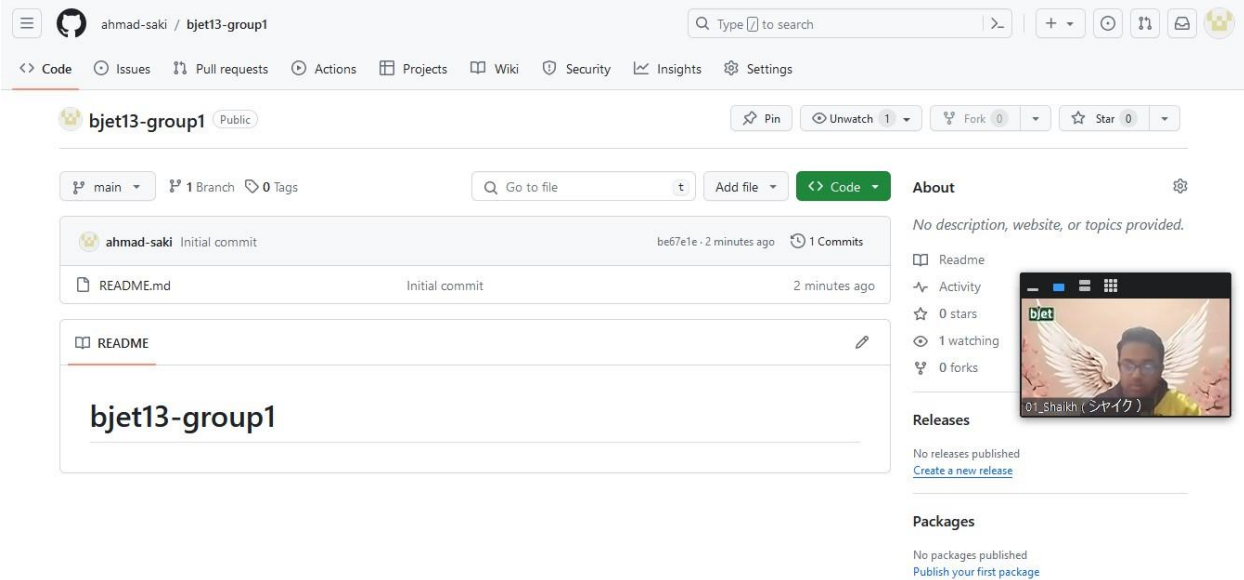 ahmad-saki / bjet13-group1
Type / to search
Code Issues Pull requests Actions Projects Wiki Security Insights Settings
bjet13-group1 Public
Pin Unwatch 1 Fork 0 Star 0
main 1 Branch 0 Tags
Go to file t
Add file Code
About
ahmad-saki Initial commit
be67e1e · 2 minutes ago 1 Commits
No description, website, or topics provided.
README.md Initial commit 2 minutes ago
Readme
Activity
0 stars
1 watching
0 forks
bjet
01_Shaikh ( シャイク )
README
bjet13-group1
Releases
No releases published
Create a new release
Packages
No packages published
Publish your first package